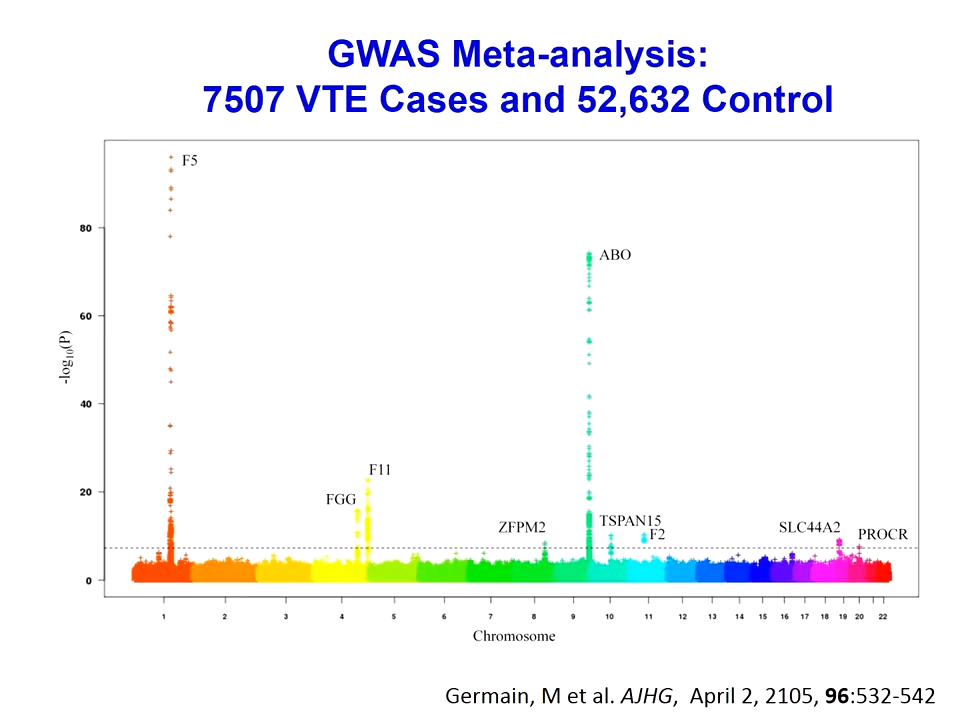 GWAS Meta-analysis:
7507 VTE Cases and 52,632 Control
F5
ABO
F11
FGG
ZFPM2
TSPAN15
F2
SLC44A2
PROCR
-log10(P)
80
60
40
20
0
1 2 3 4 5 6 7 8 9 10 11 12 13 14 15 16 17 18 19 20 22
Chromosome
Germain, M et al. AJHG, April 2, 2105, 96:532-542